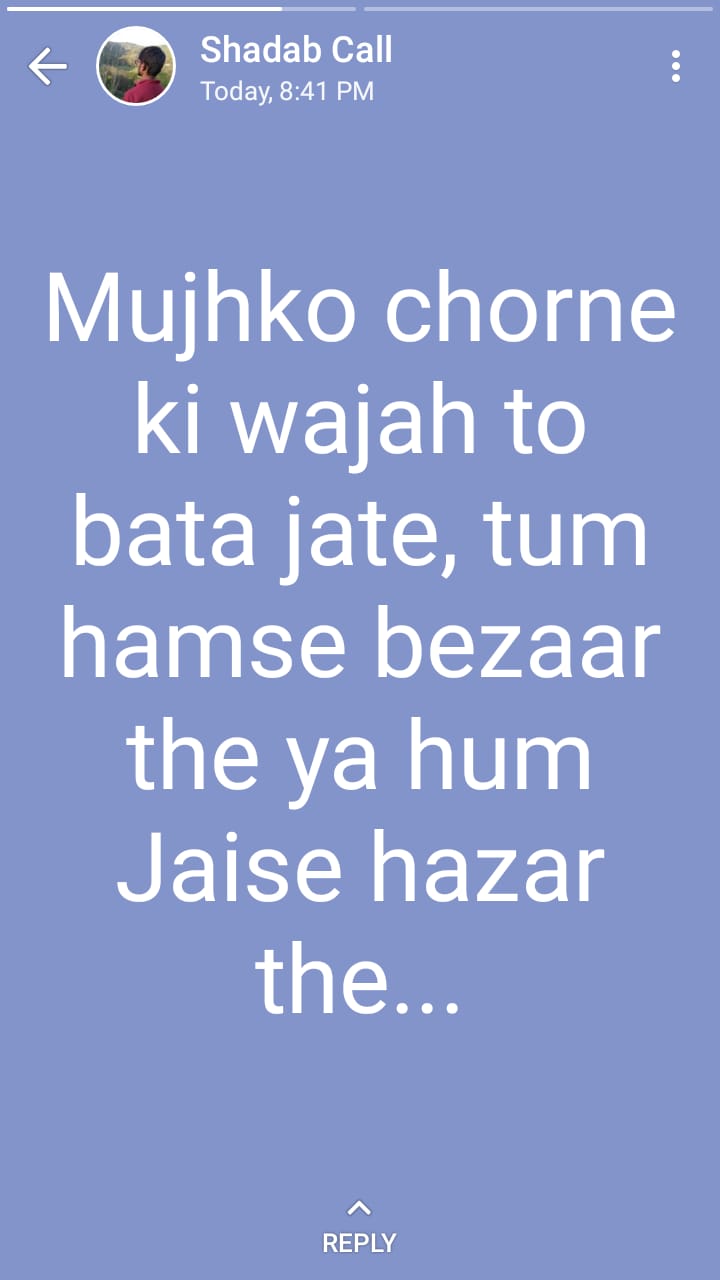 Shadab Call
Today, 8:41 PM
Mujhko chorne
ki wajah to
bata jate, tum
hamse bezaar
the ya hum
Jaise hazar
the...
REPLY